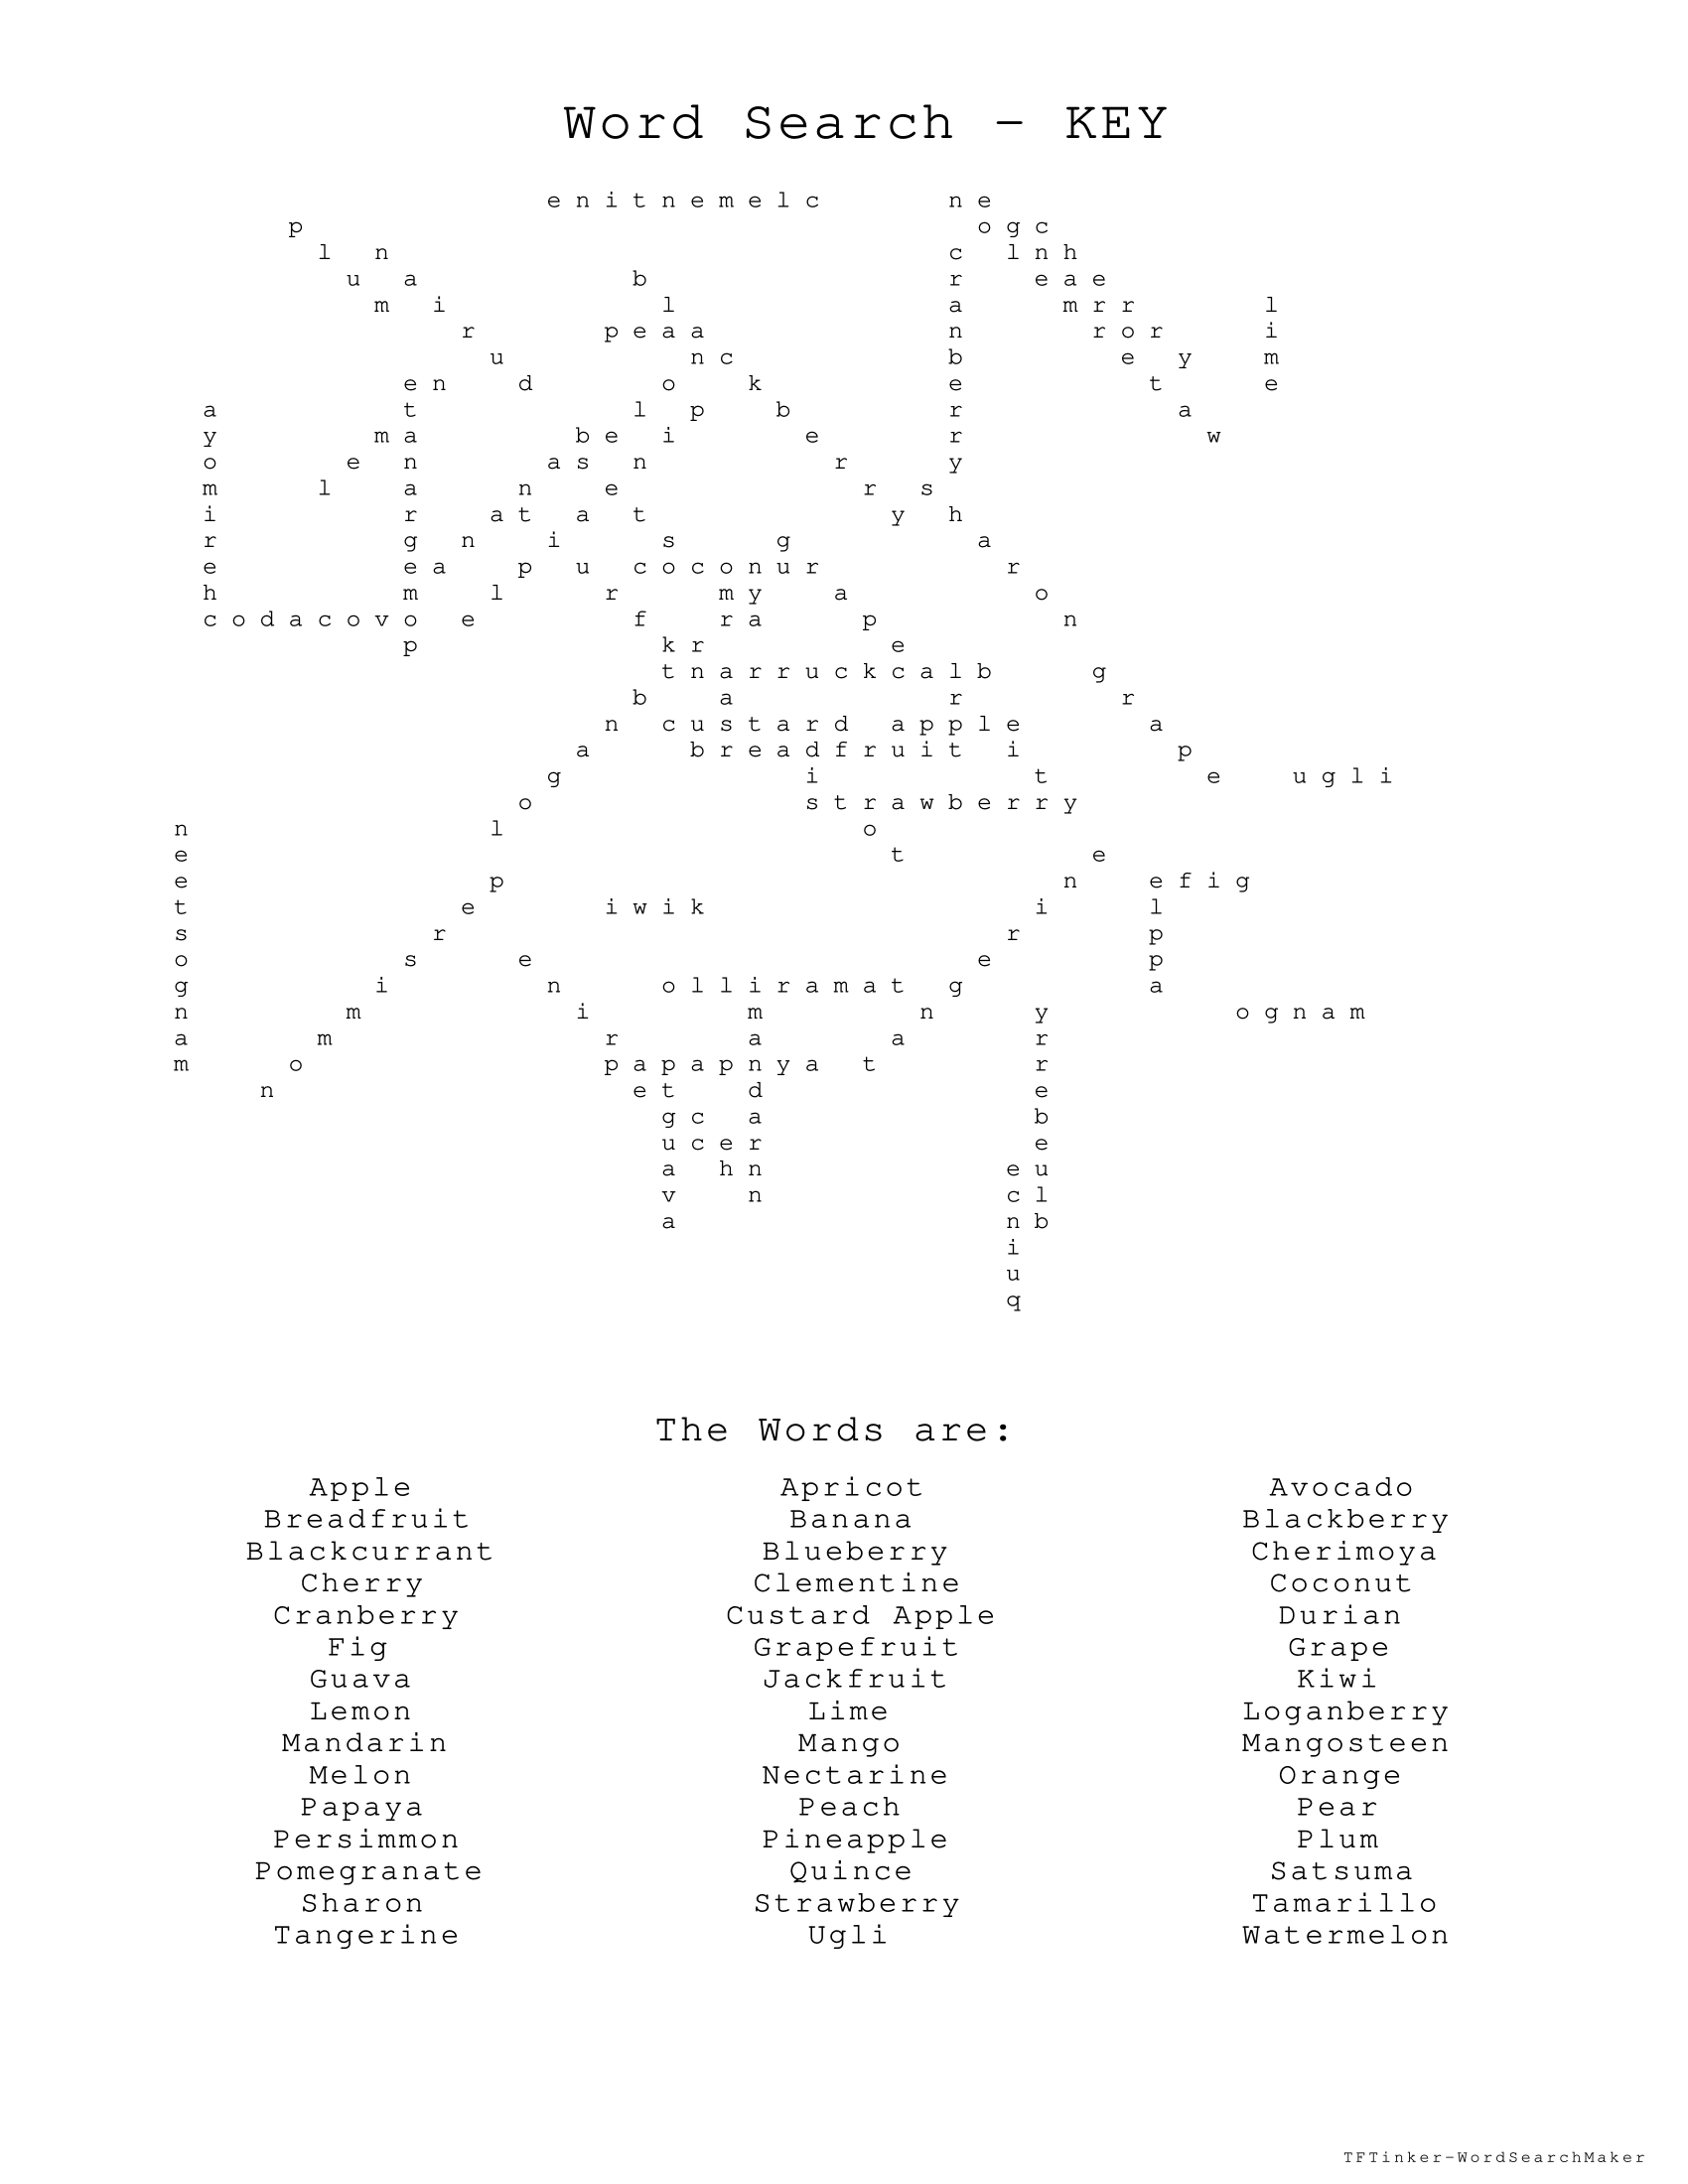 Word Search - KEY
e n i t n e m e l c n e
p o g c
l n c l n h
u a b r e a e
m i l a m r r l
r p e a a n r o r i
u n c b e y m
e n d o k e t e
a t l p b r a
y m a b e i e r w
o e n a s n r y
m l a n e r s
i r a t a t y h
r g n i s g a
e e a p u c o c o n u r r
h m l r m y a o
c o d a c o v o e f r a p n
p k r e
t n a r r u c k c a l b g
b a r r
n c u s t a r d a p p l e a
a b r e a d f r u i t i p
g i t e u g l i
o s t r a w b e r r y
n l o
e t e
e p n e f i g
t e i w i k i l
s r r p
o s e e p
g i n o l l i r a m a t g a
n m i m n y o g n a m
a m r a a r
m o p a p a p n y a t r
n e t d e
g c a b
u c e r e
a h n e u
v n c l
a n b
i
u
q
The Words are:
Apple Apricot Avocado
Breadfruit Banana Blackberry
Blackcurrant Blueberry Cherimoya
Cherry Clementine Coconut
Cranberry Custard Apple Durian
Fig Grapefruit Grape
Guava Jackfruit Kiwi
Lemon Lime Loganberry
Mandarin Mango Mangosteen
Melon Nectarine Orange
Papaya Peach Pear
Persimmon Pineapple Plum
Pomegranate Quince Satsuma
Sharon Strawberry Tamarillo
Tangerine Ugli Watermelon
TFTinker-WordSearchMaker